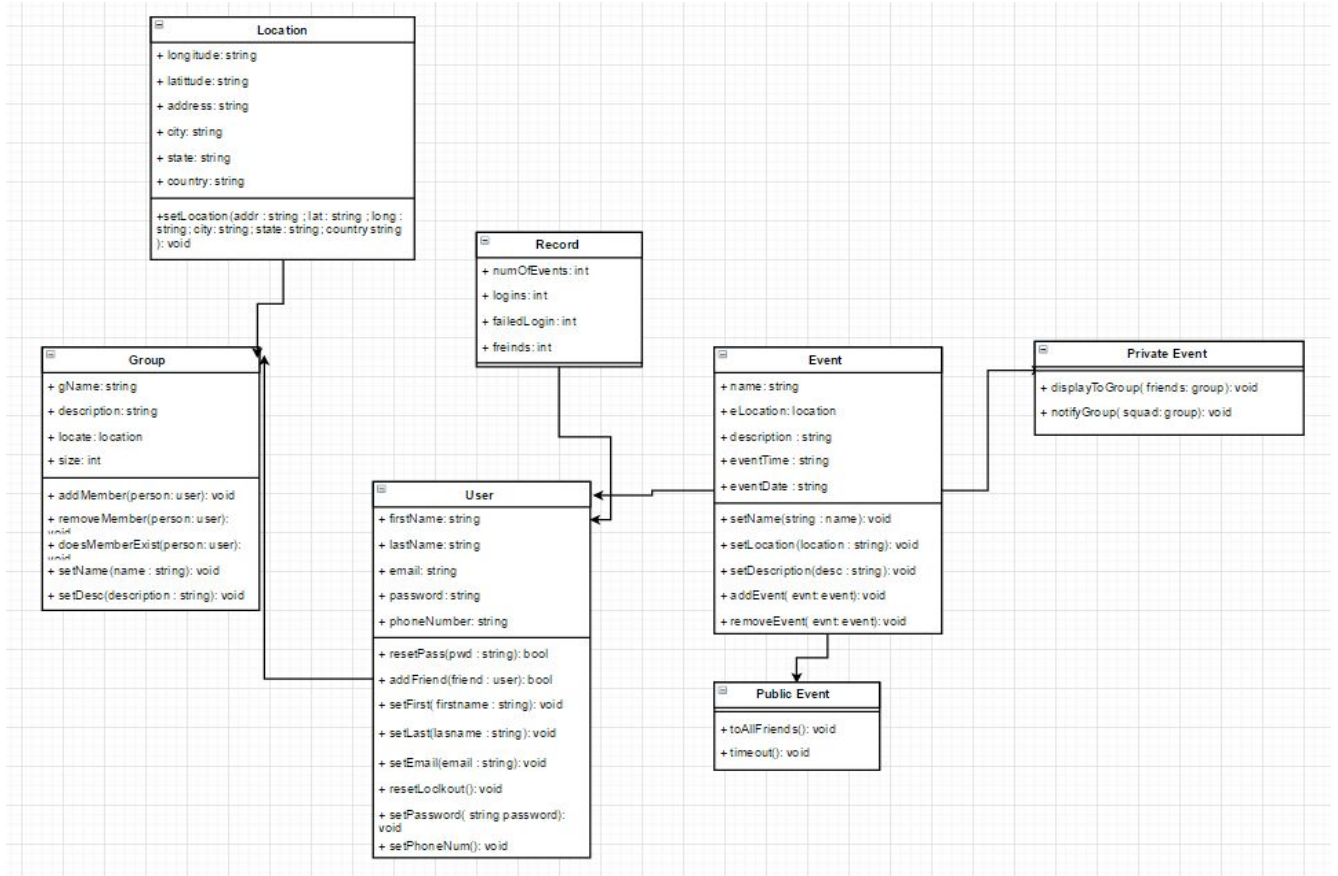 Location
+ longitude: string
+ latittude: string
+ address: string
+ city: string
+ state: string
+ country: string
+setLocation(addr : string ; lat : string ; long :
string; city: string; state: string; country string
): void
Record
+ numOfEvents: int
+ logins: int
+ failedLogin: int
+ freinds: int
Group
+ gName: string
+ description: string
+ locate: location
+ size: int
+ addMember(person: user): void
+ removeMember(person: user):
void
+ doesMemberExist(person: user):
void
+ setName(name : string): void
+ setDesc(description : string): void
User
+ firstName: string
+ lastName: string
+ email: string
+ password: string
+ phoneNumber: string
+ resetPass(pwd : string): bool
+ addFriend(friend : user): bool
+ setFirst( firstname : string): void
+ setLast(lasname : string): void
+ setEmail(email : string): void
+ resetLoclkout(): void
+ setPassword( string password):
void
+ setPhoneNum(): void
Event
+ name: string
+ eLocation: location
+ description : string
+ eventTime : string
+ eventDate : string
+ setName(string : name): void
+ setLocation(location : string): void
+ setDescription(desc : string): void
+ addEvent( evnt: event): void
+ removeEvent( evnt: event): void
Private Event
+ displayToGroup( friends: group): void
+ notifyGroup( squad: group): void
Public Event
+ toAllFriends(): void
+ timeout(): void